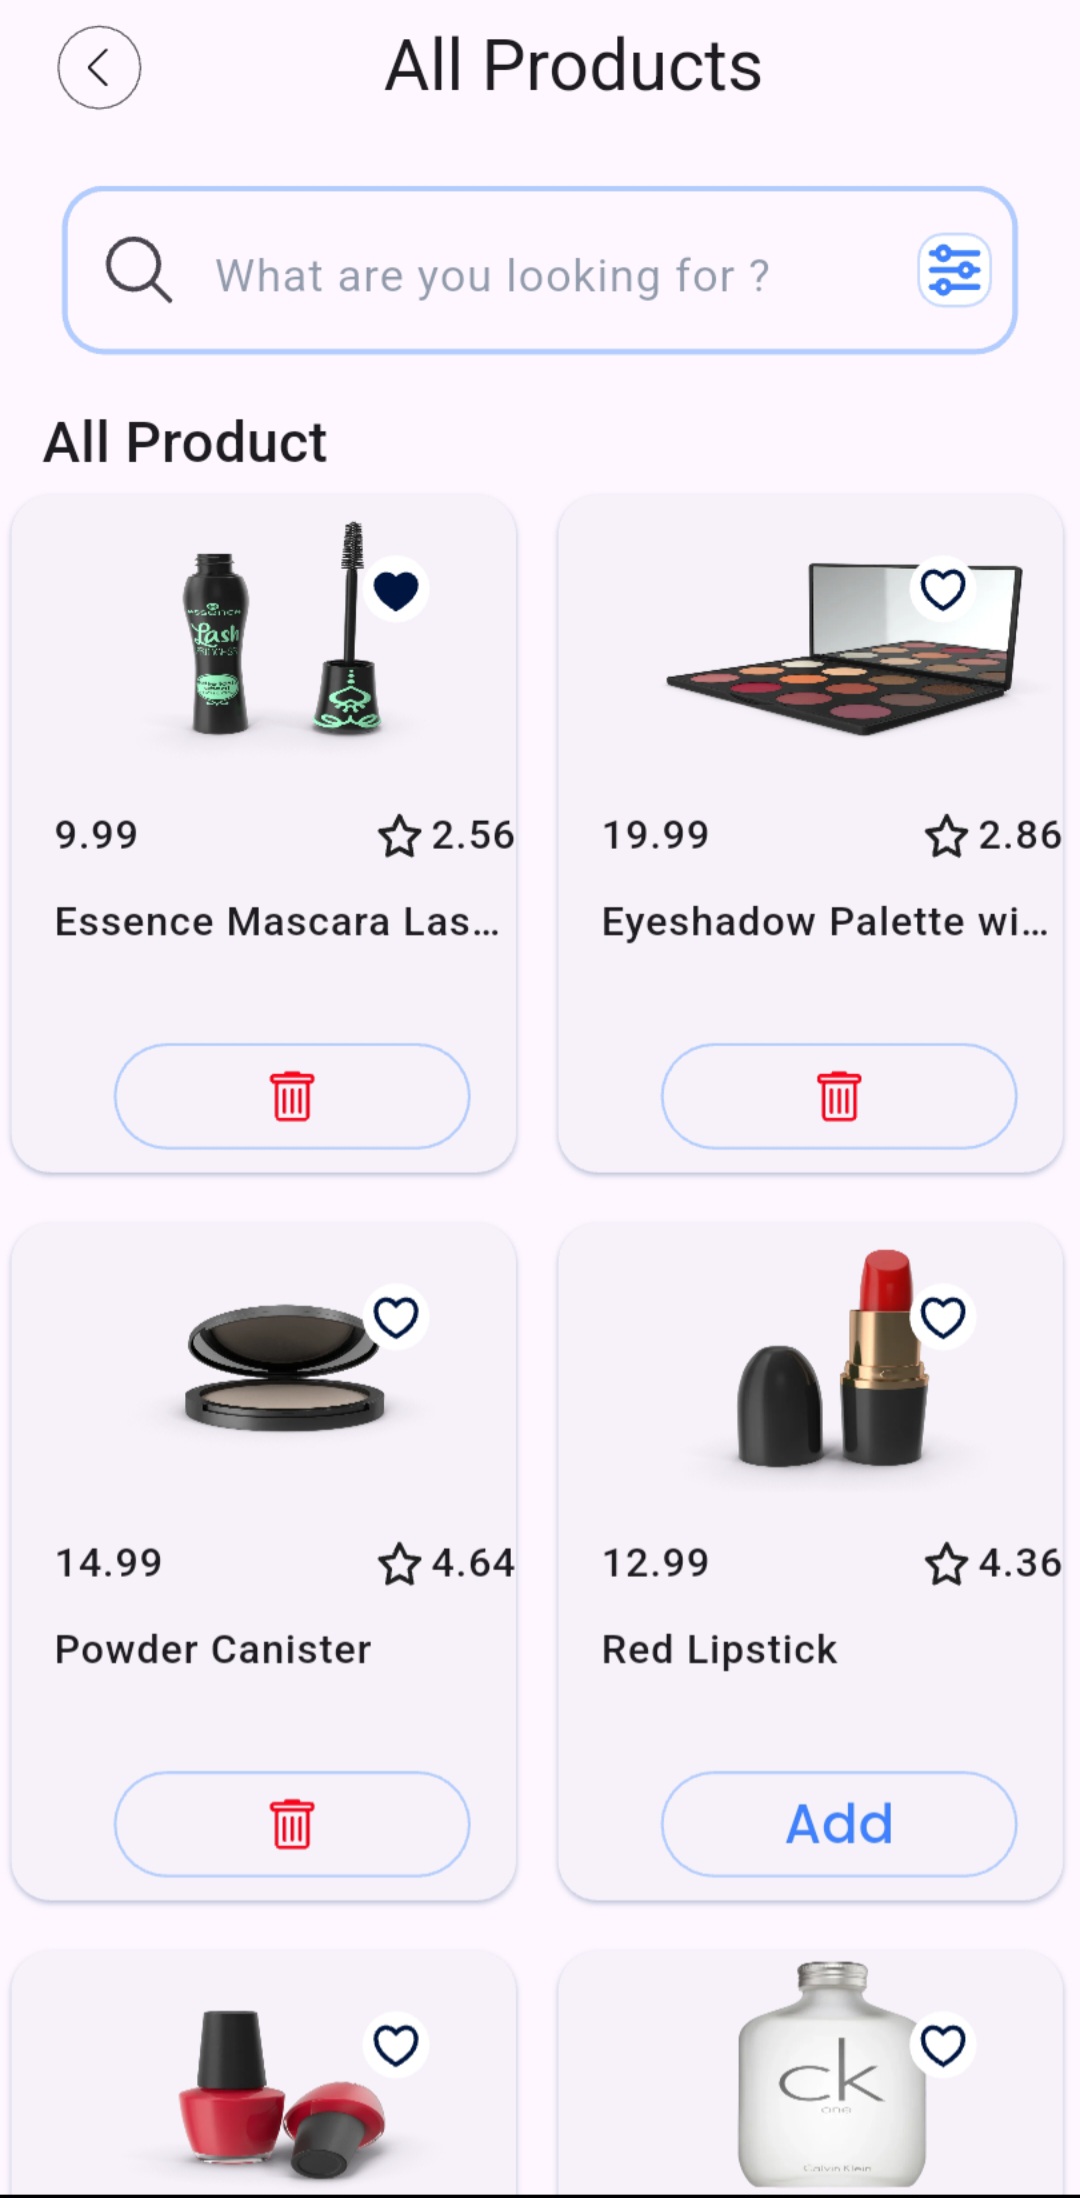 All Products
What are you looking for ?
All Product
essence
Lash
9.99
2.56
19.99
2.86
Essence Mascara Las...
Eyeshadow Palette wi...
14.99
4.64
12.99
4.36
Powder Canister
Red Lipstick
Add
ck
one
Calvin Klein